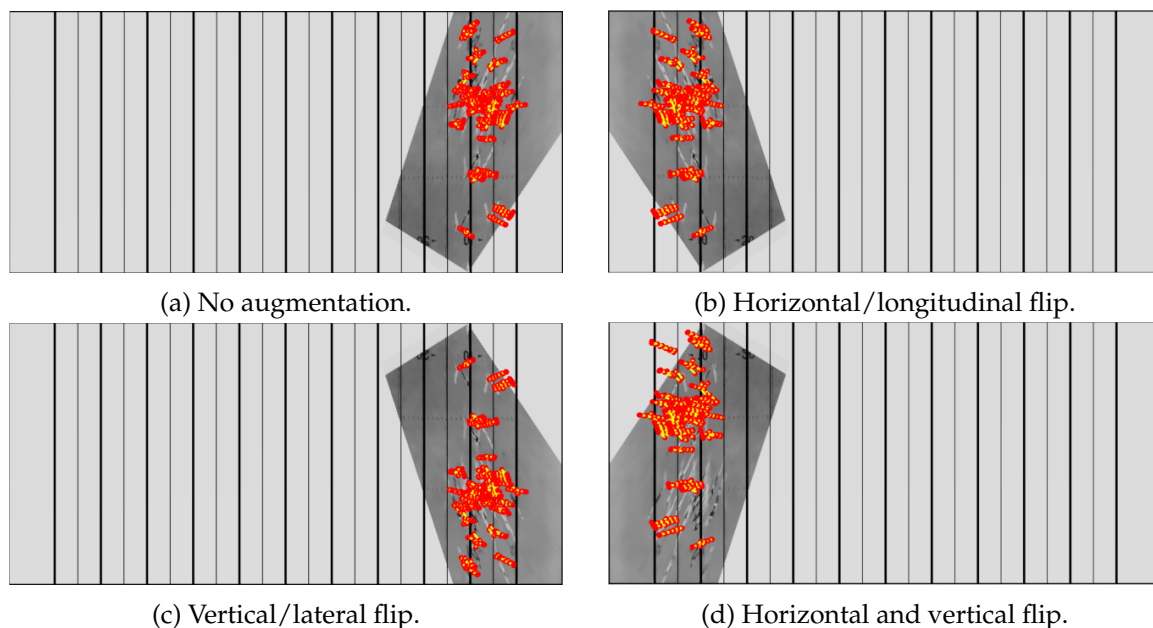 (a) No augmentation.
(b) Horizontal/longitudinal flip.
(c) Vertical/lateral flip.
(d) Horizontal and vertical flip.